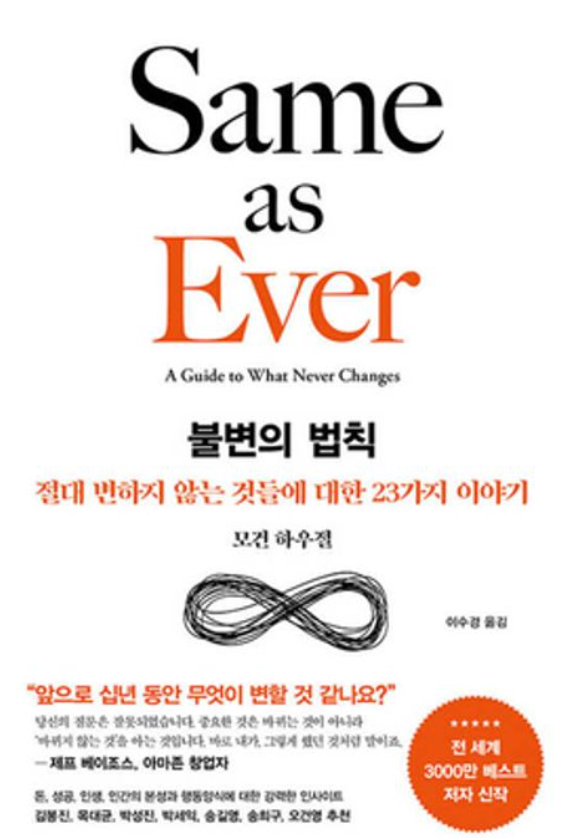 Same
as
Ever
A Guide to What Never Changes
불변의 법칙
절대 변하지 않는 것들에 대한 23가지 이야기
모건 하우절
이수경 옮김
“앞으로 십년 동안 무엇이 변할 것 같나요?”
당신의 질문은 잘못되었습니다. 중요한 것은 바뀌는 것이 아니라
‘바뀌지 않는 것’을 아는 것입니다. 바로 내가, 그렇게 했던 것처럼 말이죠.
— 제프 베이조스, 아마존 창업자
돈, 성공, 인생, 인간의 본성과 행동양식에 대한 강력한 인사이트
김봉진, 옥대균, 박성진, 박세익, 송길영, 송희구, 오건영 추천
★★★★★
전 세계
3000만 베스트
저자 신작